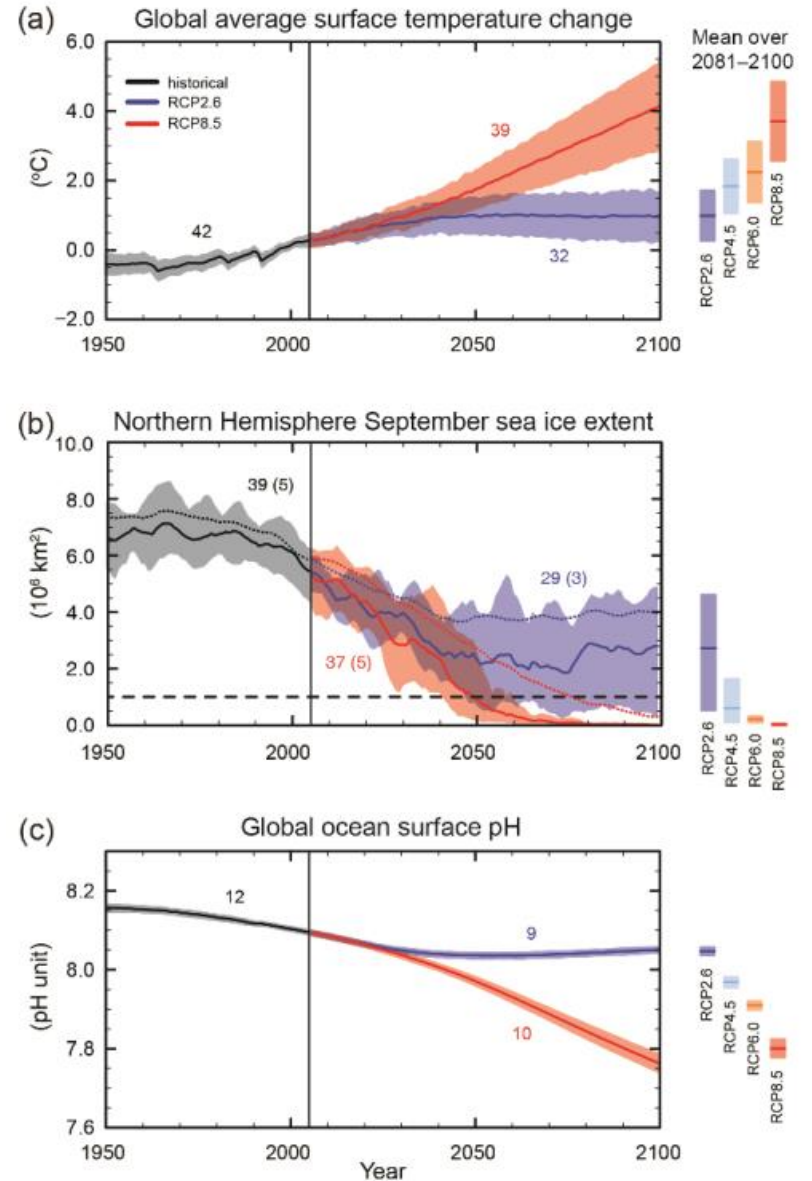 (a) Global average surface temperature change
Mean over
2081–2100
6.0
4.0
2.0
0.0
−2.0
(°C)
historical
RCP2.6
RCP8.5
42
39
32
1950 2000 2050 2100
RCP2.6
RCP4.5
RCP6.0
RCP8.5
(b) Northern Hemisphere September sea ice extent
10.0
8.0
6.0
4.0
2.0
0.0
(10⁶ km²)
39 (5)
29 (3)
37 (5)
1950 2000 2050 2100
RCP2.6
RCP4.5
RCP6.0
RCP8.5
(c) Global ocean surface pH
8.2
8.0
7.8
7.6
(pH unit)
12
9
10
1950 2000 2050 2100
Year
RCP2.6
RCP4.5
RCP6.0
RCP8.5